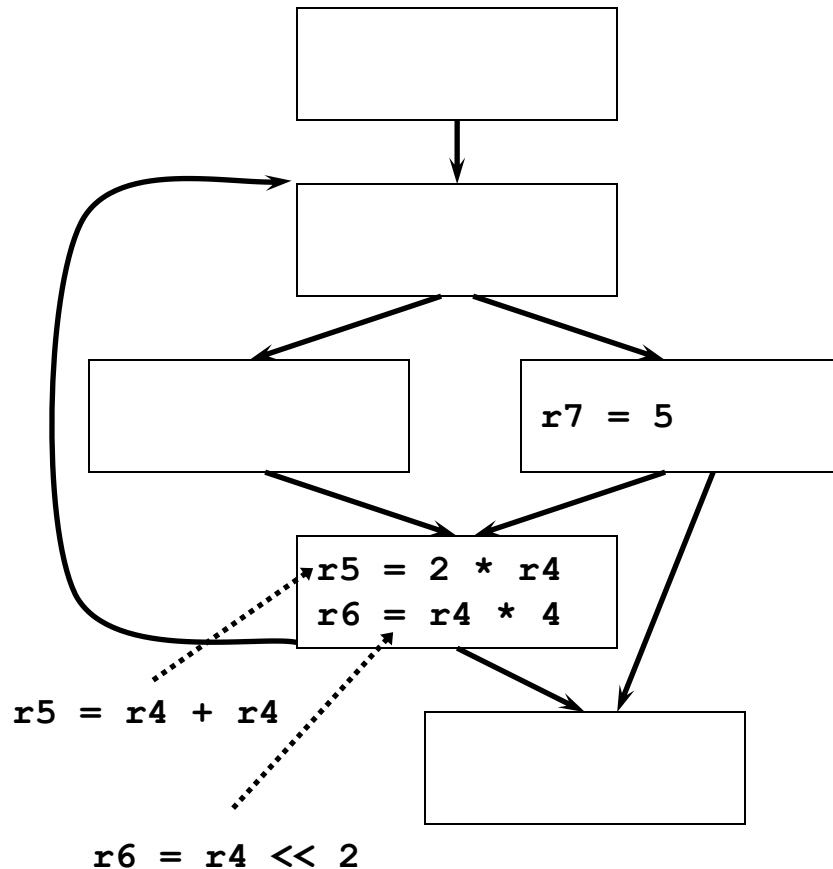 r7 = 5
r5 = 2 * r4
r6 = r4 * 4
r5 = r4 + r4
r6 = r4 << 2